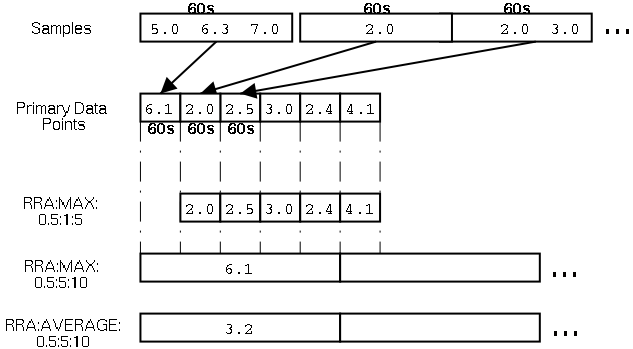 60s 60s 60s
Samples 5.0 6.3 7.0 2.0 2.0 3.0 ...
Primary Data
Points
6.1 2.0 2.5 3.0 2.4 4.1
60s 60s 60s
RRA:MAX:
0.5:1:5
2.0 2.5 3.0 2.4 4.1
RRA:MAX:
0.5:5:10
6.1 ...
RRA:AVERAGE:
0.5:5:10
3.2 ...